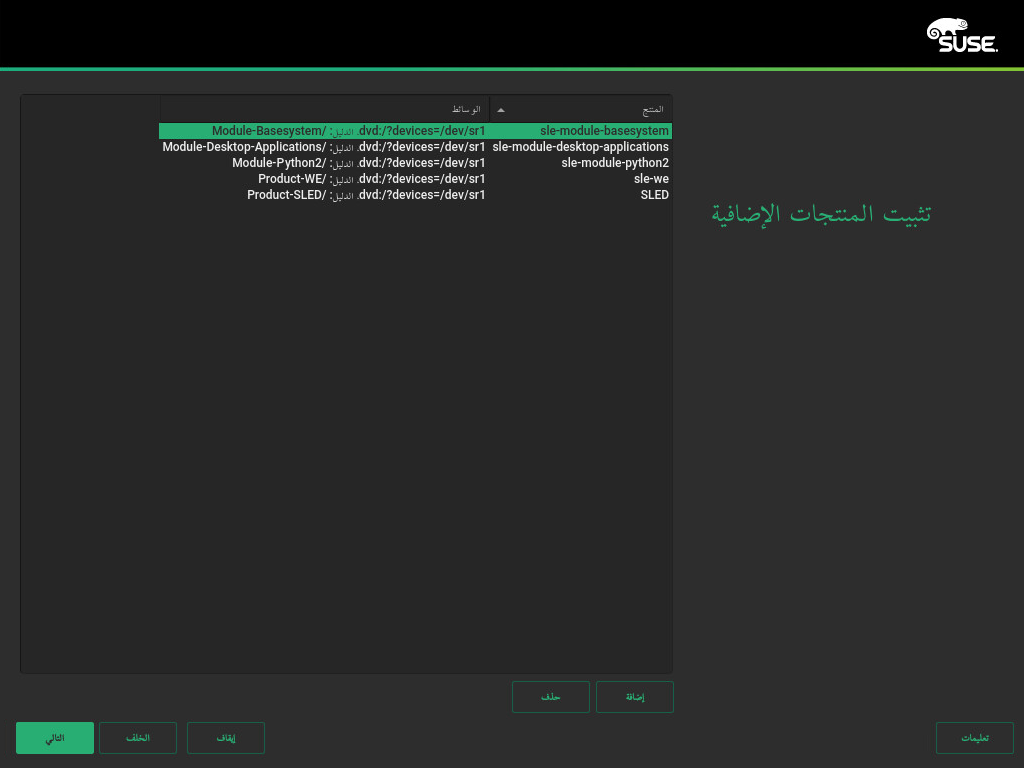 SUSE.
تثبيت المنتجات الإضافية
المنتج الوسائط
sle-module-basesystem dvd:/?devices=/dev/sr1، الدليل: /Module-Basesystem
sle-module-desktop-applications dvd:/?devices=/dev/sr1، الدليل: /Module-Desktop-Applications
sle-module-python2 dvd:/?devices=/dev/sr1، الدليل: /Module-Python2
sle-we dvd:/?devices=/dev/sr1، الدليل: /Product-WE
SLED dvd:/?devices=/dev/sr1، الدليل: /Product-SLED
إضافة حذف
تعليمات إيقاف الخلف التالي